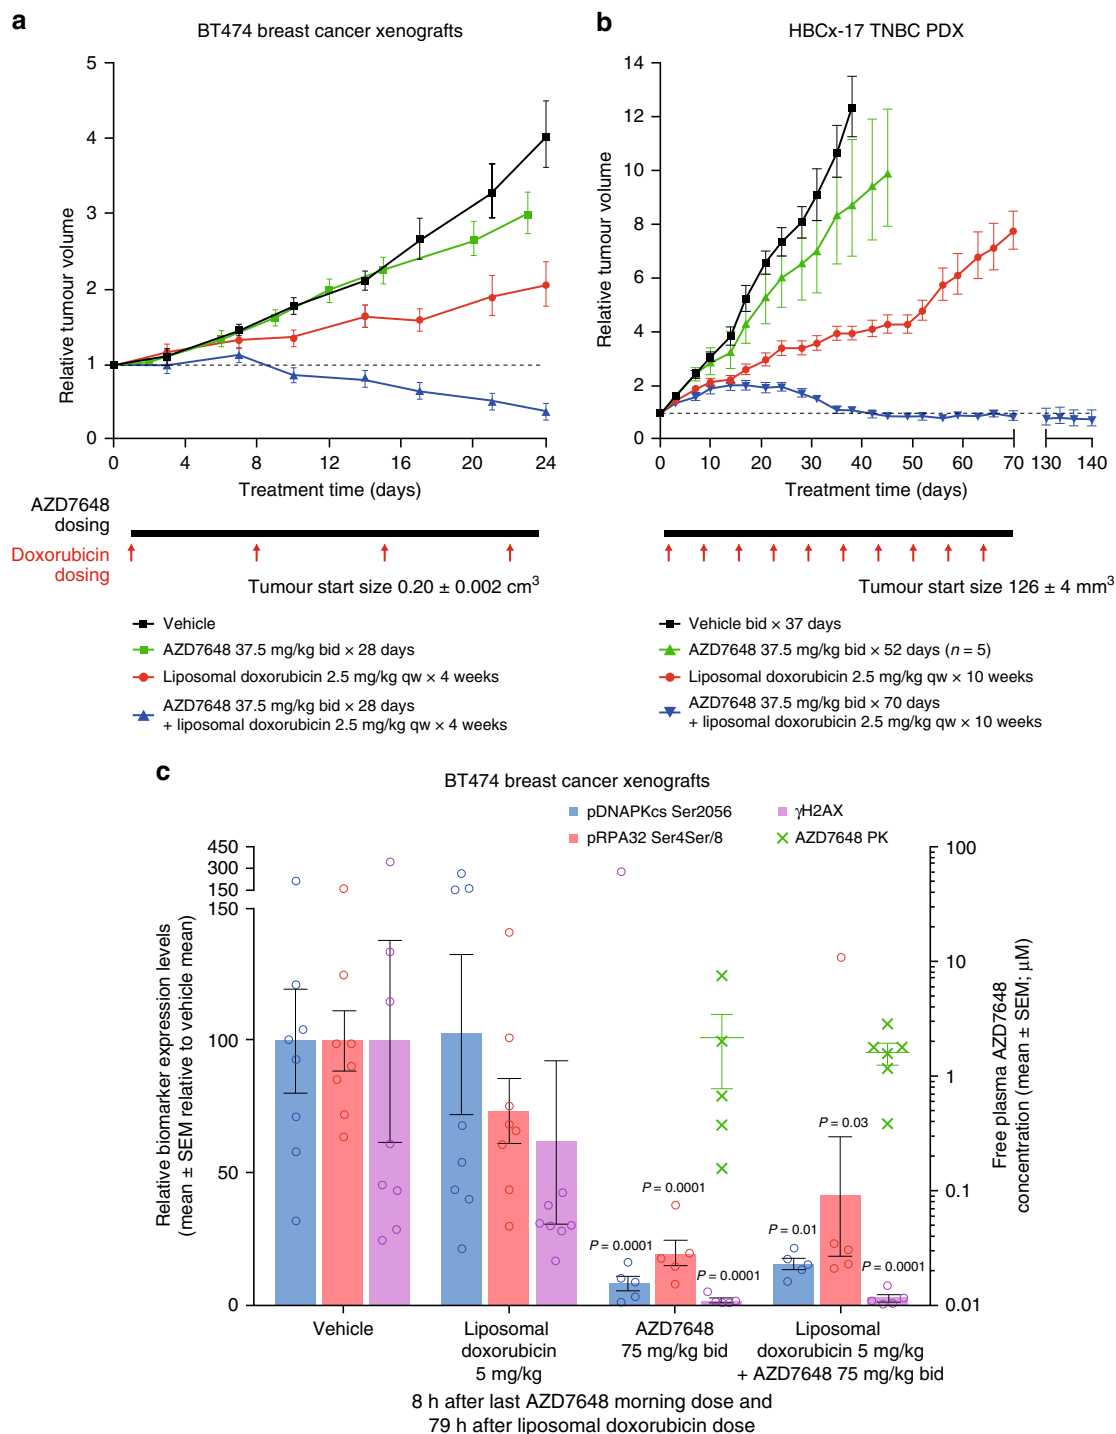 a
BT474 breast cancer xenografts
5
4
3
2
1
0
Relative tumour volume
0 4 8 12 16 20 24
Treatment time (days)
AZD7648
dosing
Doxorubicin
dosing
Tumour start size 0.20 ± 0.002 cm³
Vehicle
AZD7648 37.5 mg/kg bid × 28 days
Liposomal doxorubicin 2.5 mg/kg qw × 4 weeks
AZD7648 37.5 mg/kg bid × 28 days
+ liposomal doxorubicin 2.5 mg/kg qw × 4 weeks
b
HBCx-17 TNBC PDX
14
12
10
8
6
4
2
0
Relative tumour volume
0 10 20 30 40 50 60 70 130 140
Treatment time (days)
Tumour start size 126 ± 4 mm³
Vehicle bid × 37 days
AZD7648 37.5 mg/kg bid × 52 days (n = 5)
Liposomal doxorubicin 2.5 mg/kg qw × 10 weeks
AZD7648 37.5 mg/kg bid × 70 days
+ liposomal doxorubicin 2.5 mg/kg qw × 10 weeks
c
BT474 breast cancer xenografts
pDNAPKcs Ser2056
pRPA32 Ser4Ser/8
γH2AX
AZD7648 PK
450
300
150
150
100
50
0
Relative biomarker expression levels
(mean ± SEM relative to vehicle mean)
100
10
1
0.1
0.01
Free plasma AZD7648
concentration (mean ± SEM; μM)
P = 0.0001
P = 0.0001
P = 0.0001
P = 0.01
P = 0.03
P = 0.0001
Vehicle
Liposomal
doxorubicin
5 mg/kg
AZD7648
75 mg/kg bid
Liposomal
doxorubicin 5 mg/kg
+ AZD7648 75 mg/kg bid
8 h after last AZD7648 morning dose and
79 h after liposomal doxorubicin dose